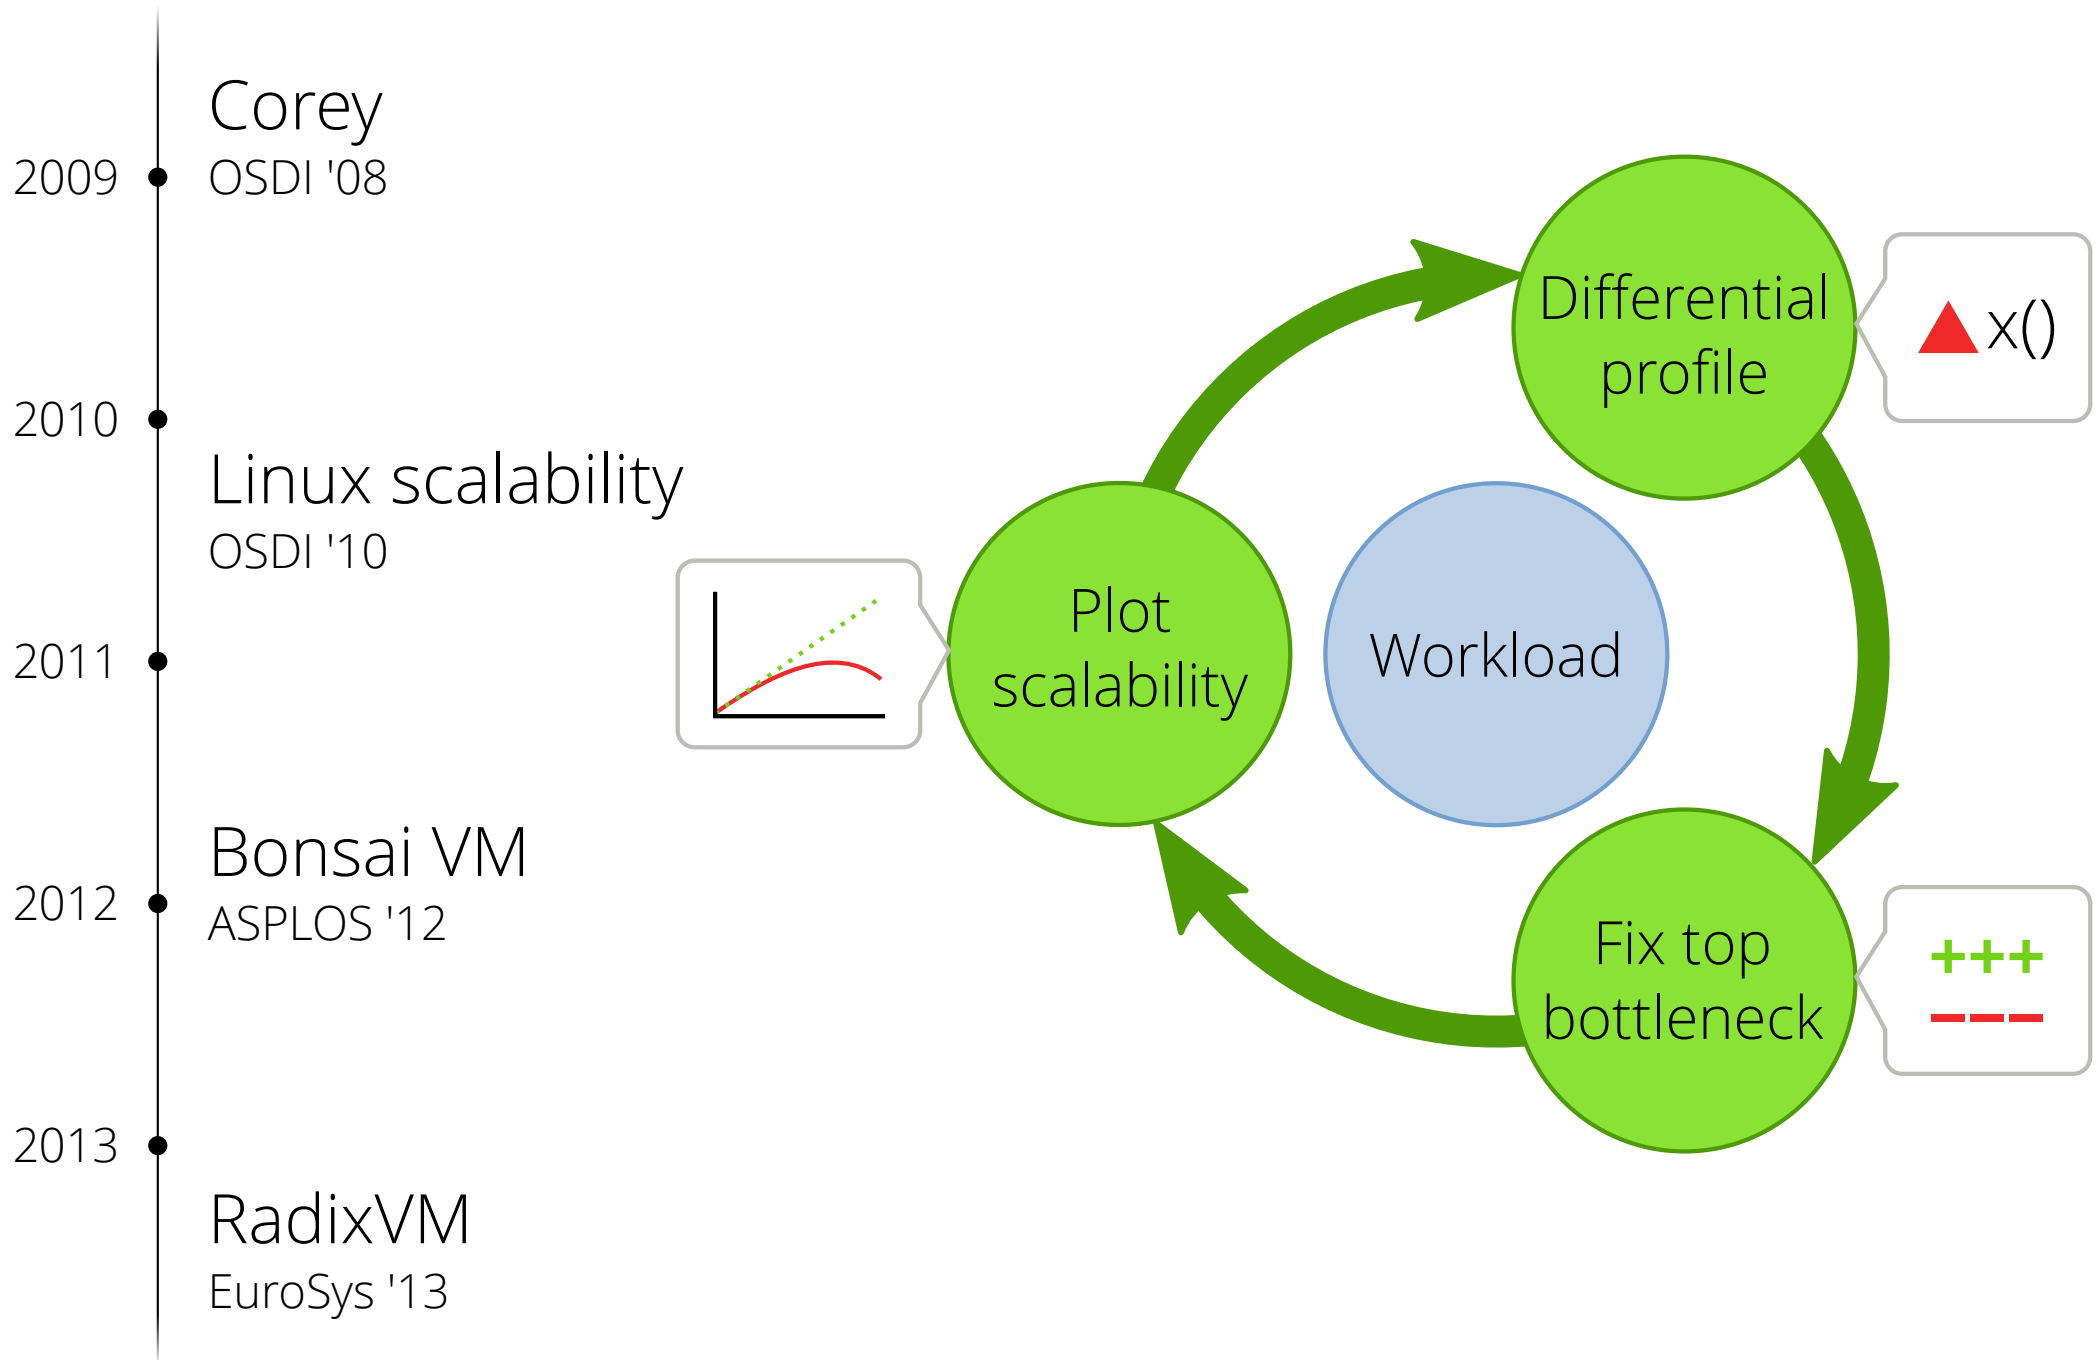 Corey
2009
OSDI '08
2010
Linux scalability
OSDI '10
2011
Bonsai VM
2012
ASPLOS '12
2013
RadixVM
EuroSys '13
Plot
scalability
Differential
profile
x()
Workload
Fix top
bottleneck
+++
---